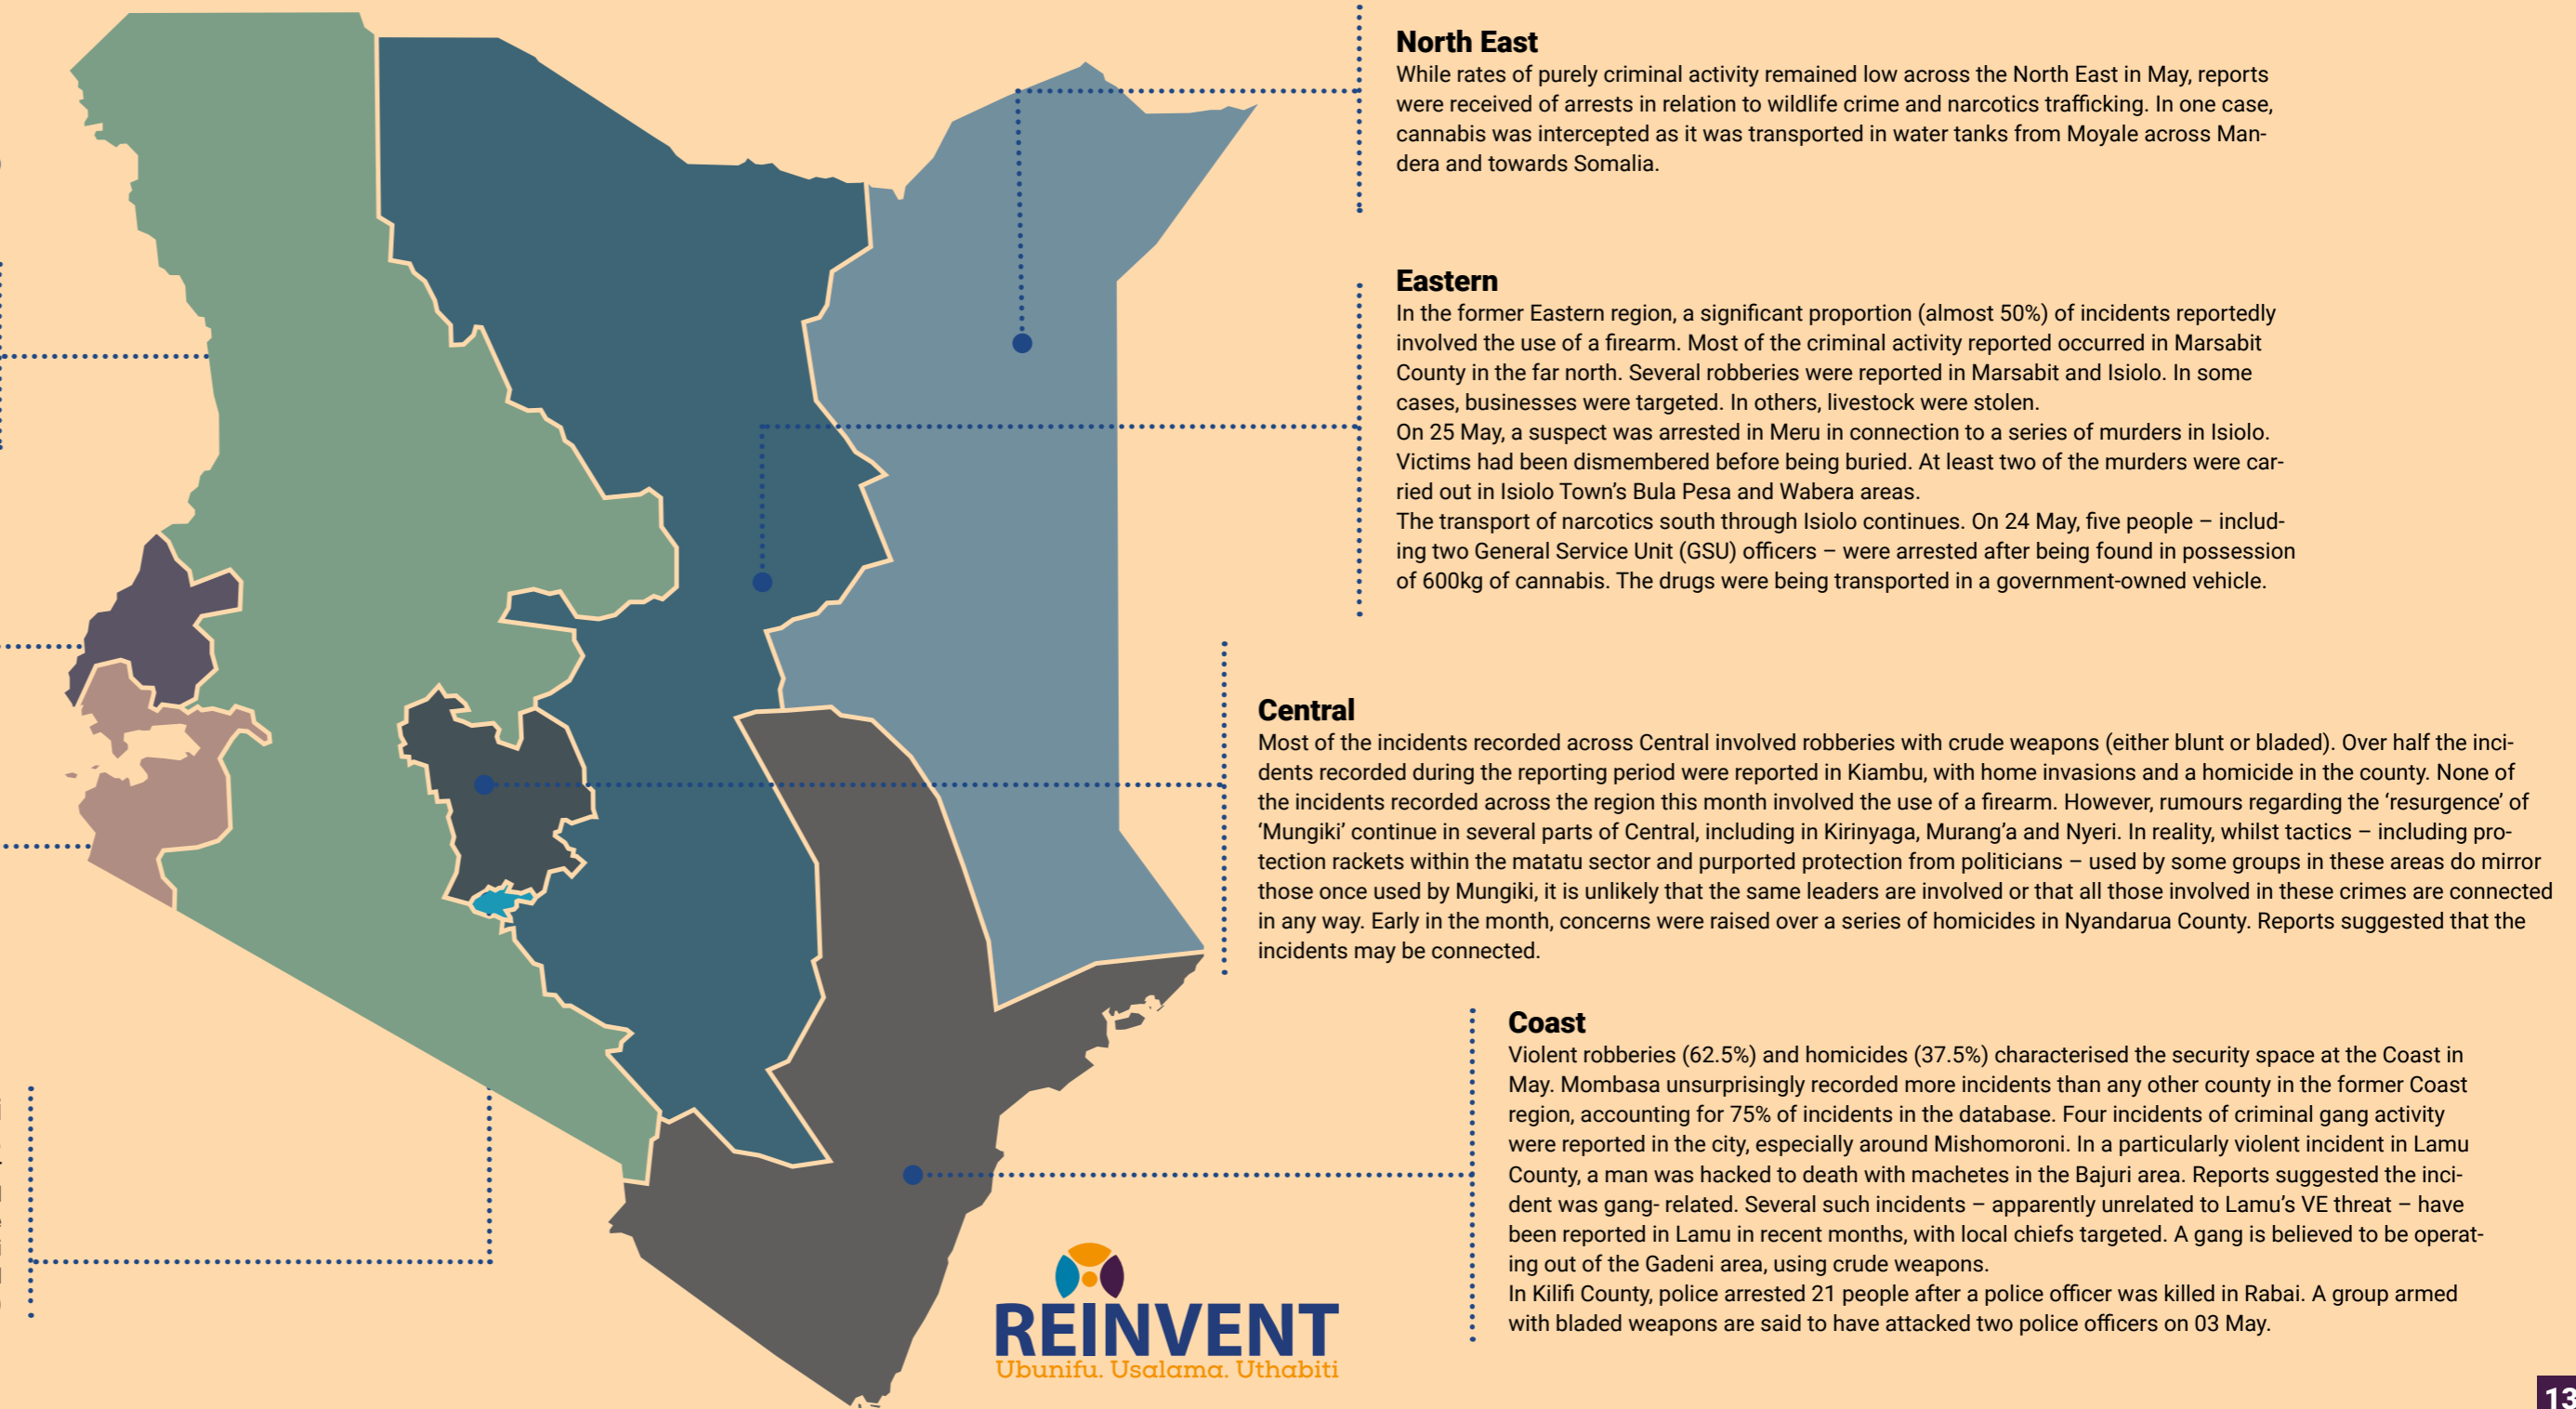 North East
While rates of purely criminal activity remained low across the North East in May, reports
were received of arrests in relation to wildlife crime and narcotics trafficking. In one case,
cannabis was intercepted as it was transported in water tanks from Moyale across Man-
dera and towards Somalia.
Eastern
In the former Eastern region, a significant proportion (almost 50%) of incidents reportedly
involved the use of a firearm. Most of the criminal activity reported occurred in Marsabit
County in the far north. Several robberies were reported in Marsabit and Isiolo. In some
cases, businesses were targeted. In others, livestock were stolen.
On 25 May, a suspect was arrested in Meru in connection to a series of murders in Isiolo.
Victims had been dismembered before being buried. At least two of the murders were car-
ried out in Isiolo Town’s Bula Pesa and Wabera areas.
The transport of narcotics south through Isiolo continues. On 24 May, five people – includ-
ing two General Service Unit (GSU) officers – were arrested after being found in possession
of 600kg of cannabis. The drugs were being transported in a government-owned vehicle.
Central
Most of the incidents recorded across Central involved robberies with crude weapons (either blunt or bladed). Over half the inci-
dents recorded during the reporting period were reported in Kiambu, with home invasions and a homicide in the county. None of
the incidents recorded across the region this month involved the use of a firearm. However, rumours regarding the ‘resurgence’ of
‘Mungiki’ continue in several parts of Central, including in Kirinyaga, Murang’a and Nyeri. In reality, whilst tactics – including pro-
tection rackets within the matatu sector and purported protection from politicians – used by some groups in these areas do mirror
those once used by Mungiki, it is unlikely that the same leaders are involved or that all those involved in these crimes are connected
in any way. Early in the month, concerns were raised over a series of homicides in Nyandarua County. Reports suggested that the
incidents may be connected.
Coast
Violent robberies (62.5%) and homicides (37.5%) characterised the security space at the Coast in
May. Mombasa unsurprisingly recorded more incidents than any other county in the former Coast
region, accounting for 75% of incidents in the database. Four incidents of criminal gang activity
were reported in the city, especially around Mishomoroni. In a particularly violent incident in Lamu
County, a man was hacked to death with machetes in the Bajuri area. Reports suggested the inci-
dent was gang- related. Several such incidents – apparently unrelated to Lamu’s VE threat – have
been reported in Lamu in recent months, with local chiefs targeted. A gang is believed to be operat-
ing out of the Gadeni area, using crude weapons.
In Kilifi County, police arrested 21 people after a police officer was killed in Rabai. A group armed
with bladed weapons are said to have attacked two police officers on 03 May.
REINVENT
Ubunifu. Usalama. Uthabiti
13